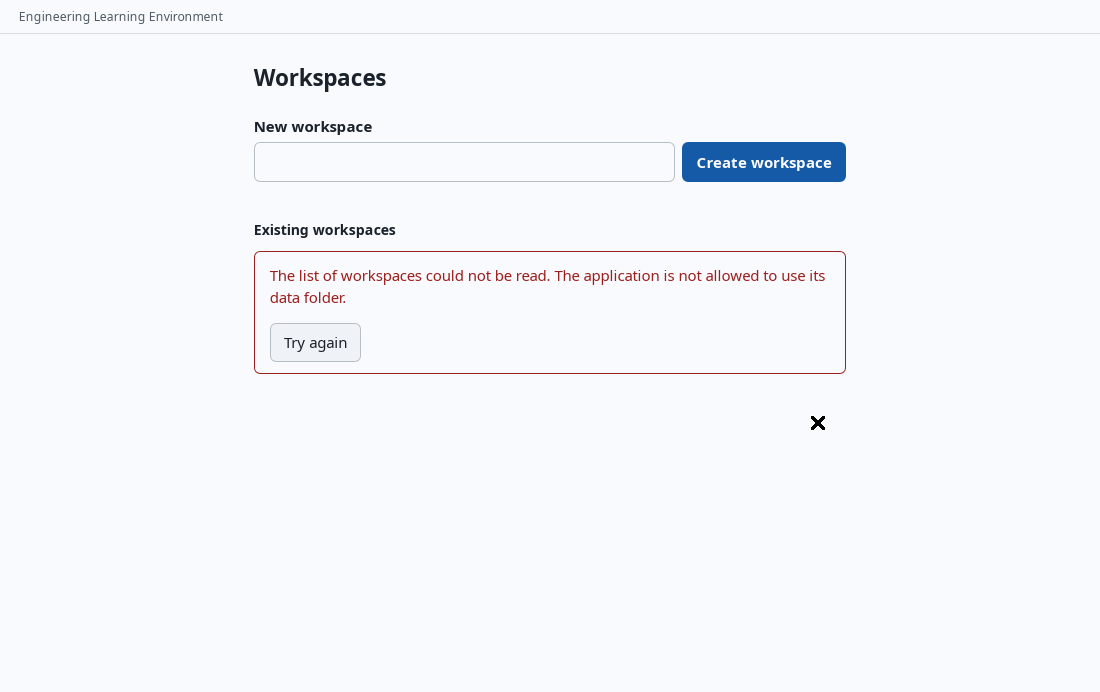 Engineering Learning Environment
Workspaces
New workspace
Create workspace
Existing workspaces
The list of workspaces could not be read. The application is not allowed to use its
data folder.
Try again